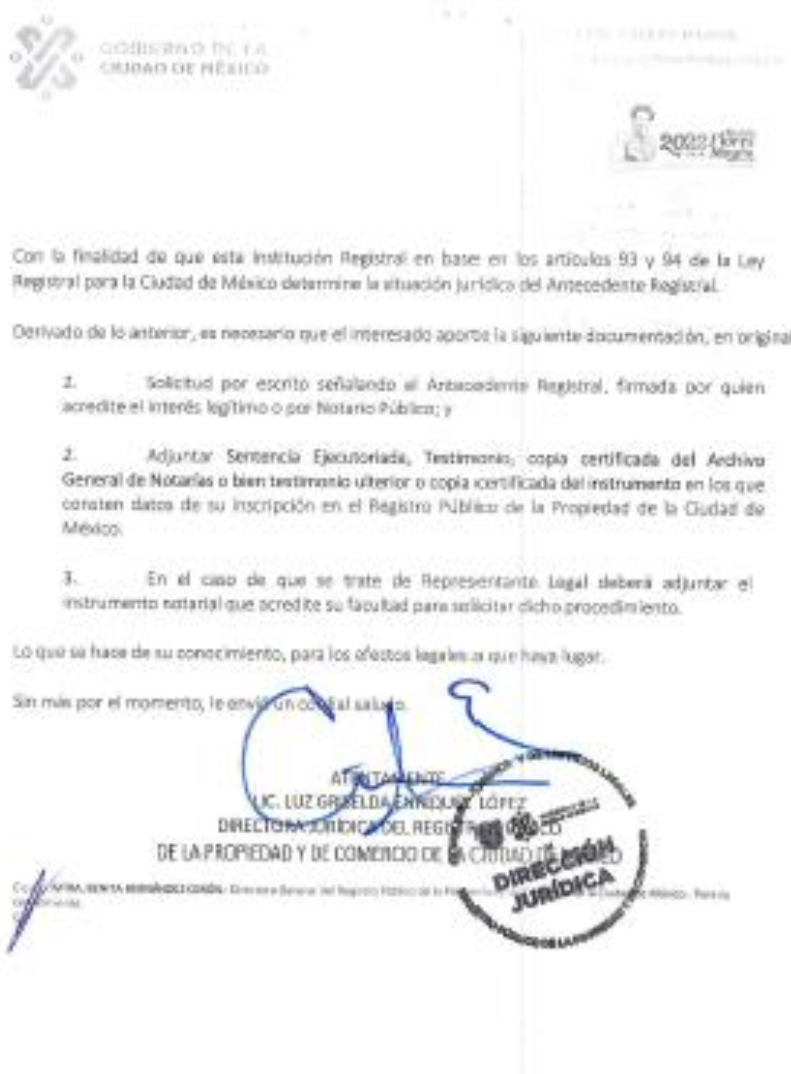 GOBIERNO DE LA
CIUDAD DE MÉXICO
2022 Flores
Magón
Con la finalidad de que esta Institución Registral en base en los artículos 93 y 94 de la Ley
Registral para la Ciudad de México determine la situación jurídica del Antecedente Registral.
Derivado de lo anterior, es necesario que el interesado aporte la siguiente documentación, en original
1. Solicitud por escrito señalando el Antecedente Registral, firmada por quien
acredite el interés legítimo o por Notario Público; y
2. Adjuntar Sentencia Ejecutoriada, Testimonio, copia certificada del Archivo
General de Notarías o bien testimonio ulterior o copia certificada del instrumento en los que
consten datos de su inscripción en el Registro Público de la Propiedad de la Ciudad de
México.
3. En el caso de que se trate de Representante Legal deberá adjuntar el
instrumento notarial que acredite su facultad para solicitar dicho procedimiento.
Lo que se hace de su conocimiento, para los efectos legales a que haya lugar.
Sin más por el momento, le envió un cordial saludo.
ATENTAMENTE
LIC. LUZ GRISELDA ENRIQUEZ LÓPEZ
DIRECTORA JURÍDICA DEL REGISTRO PÚBLICO
DE LA PROPIEDAD Y DE COMERCIO DE LA CIUDAD DE MÉXICO
DIRECCIÓN
JURÍDICA